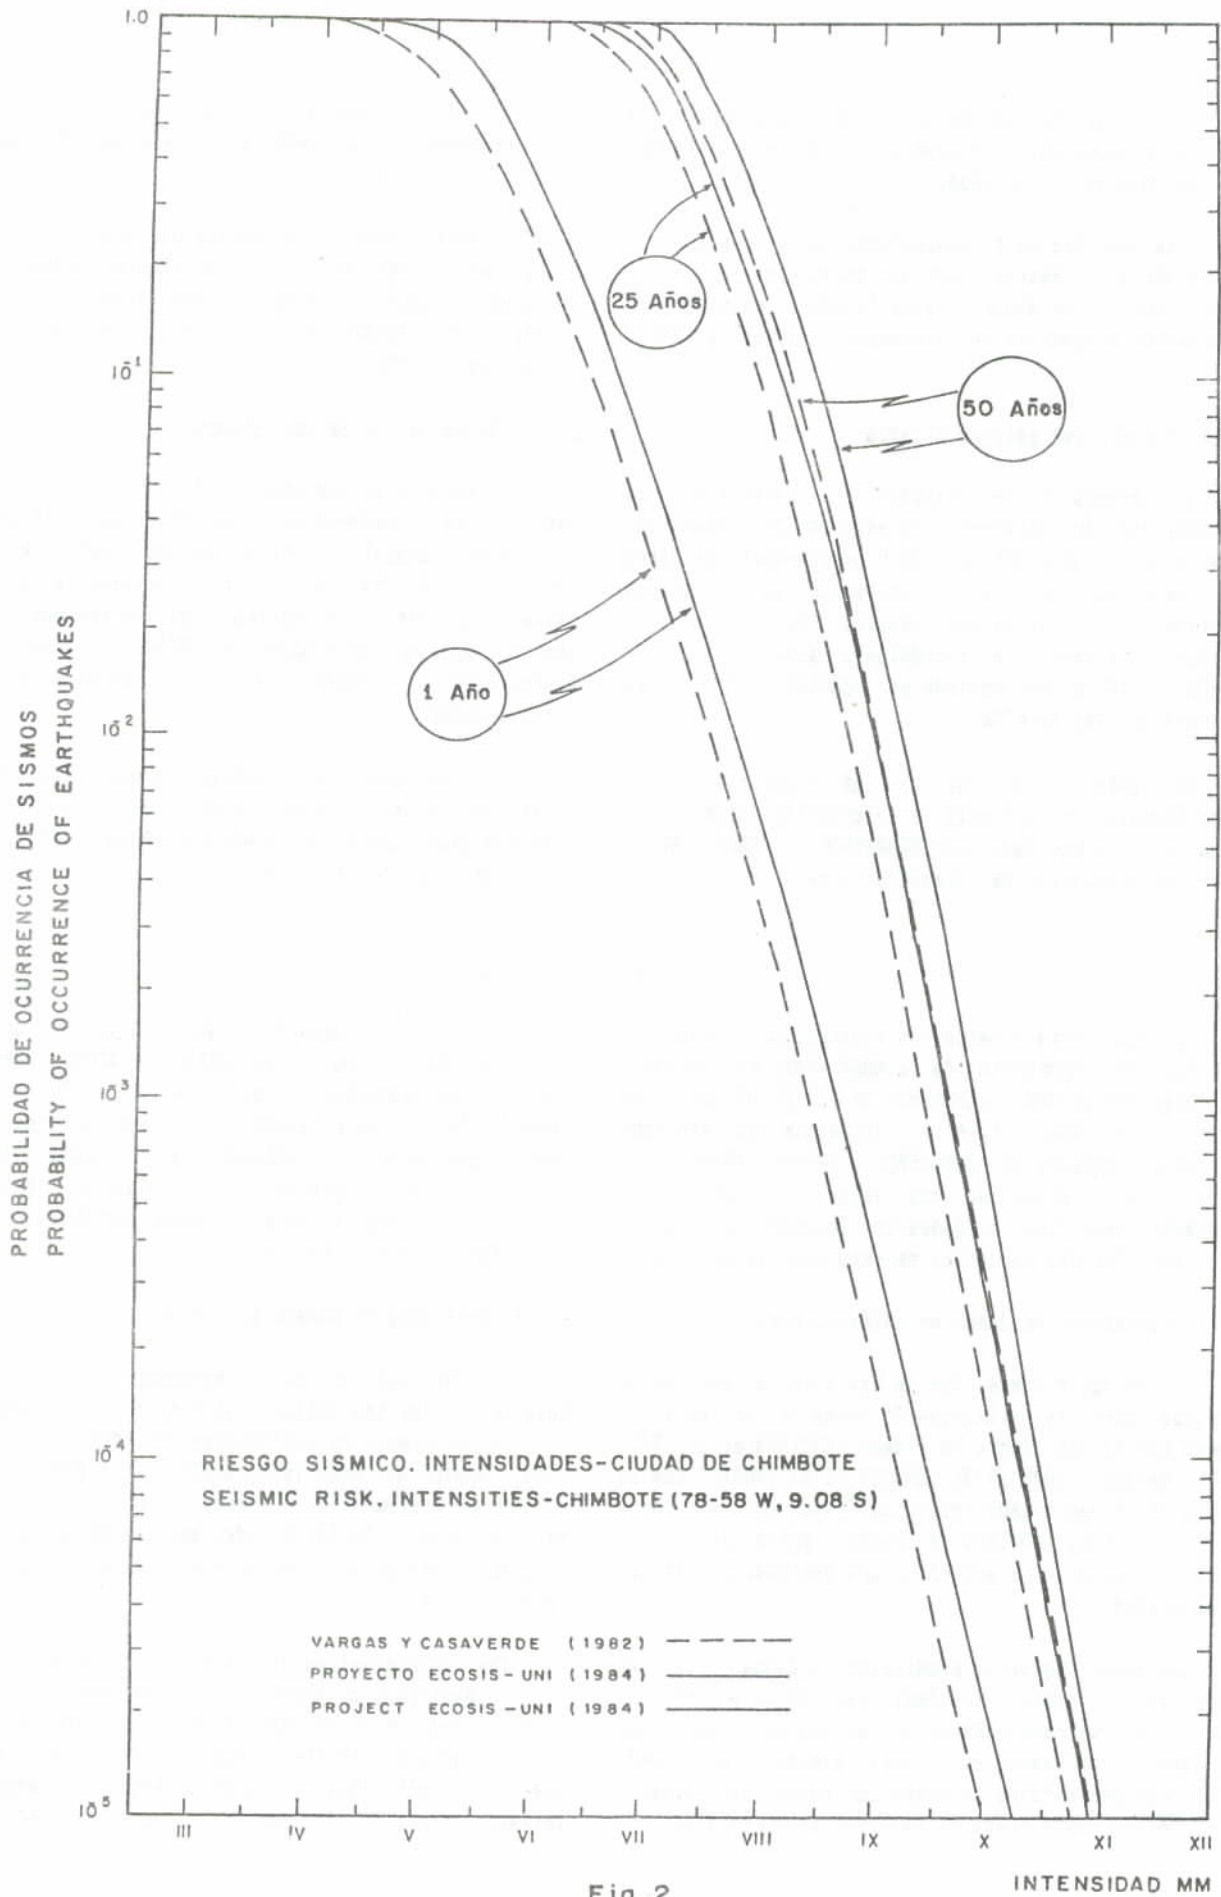 1.0
10^-1
10^-2
10^-3
10^-4
10^-5
PROBABILIDAD DE OCURRENCIA DE SISMOS
PROBABILITY OF OCCURRENCE OF EARTHQUAKES
25 Años
50 Años
1 Año
RIESGO SISMICO. INTENSIDADES-CIUDAD DE CHIMBOTE
SEISMIC RISK. INTENSITIES-CHIMBOTE (78-58 W, 9.08 S)
VARGAS Y CASAVERDE (1982)
PROYECTO ECOSIS-UNI (1984)
PROJECT ECOSIS-UNI (1984)
III IV V VI VII VIII IX X XI XII
INTENSIDAD MM
Fig 2